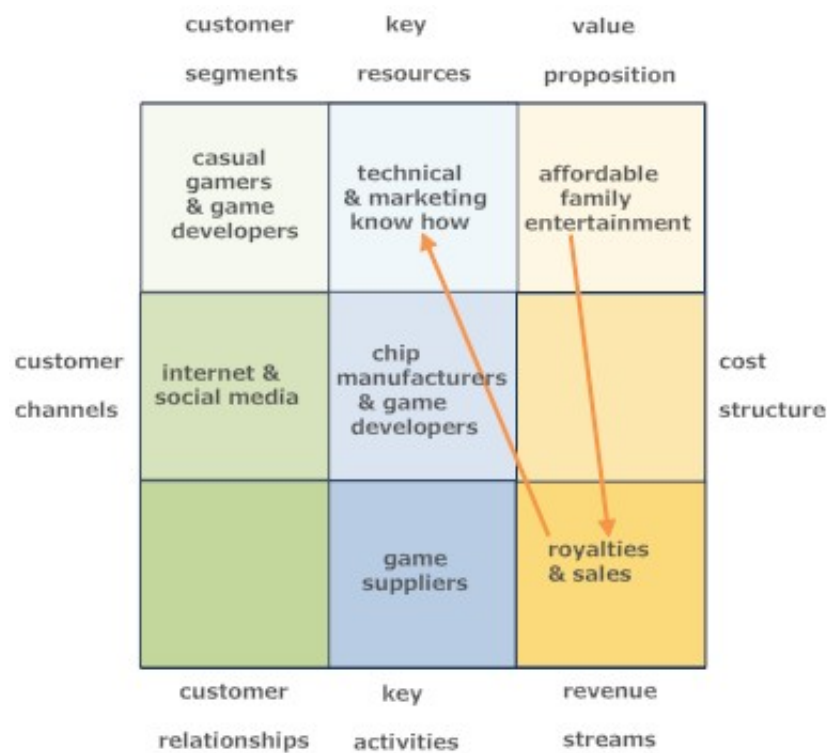 customer
segments
key
resources
value
proposition
casual
gamers
& game
developers
technical
& marketing
know how
affordable
family
entertainment
customer
channels
internet &
social media
chip
manufacturers
& game
developers
cost
structure
game
suppliers
royalties
& sales
customer
relationships
key
activities
revenue
streams